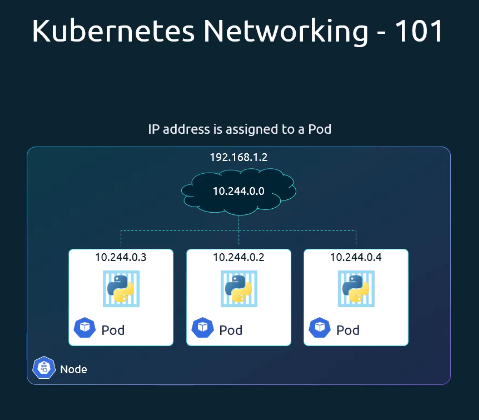 Kubernetes Networking - 101
IP address is assigned to a Pod
192.168.1.2
10.244.0.0
10.244.0.3
10.244.0.2
10.244.0.4
Pod
Pod
Pod
Node